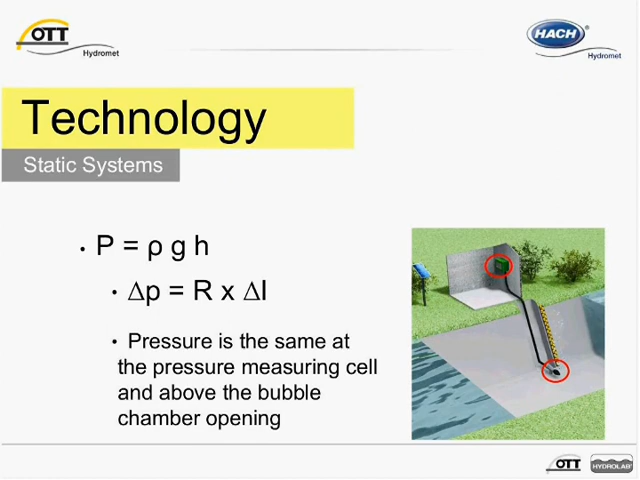 OTT
Hydromet
HACH®
Hydromet
Technology
Static Systems
• P = ρ g h
• ∆p = R x ∆l
• Pressure is the same at
the pressure measuring cell
and above the bubble
chamber opening
OTT
HYDROLAB